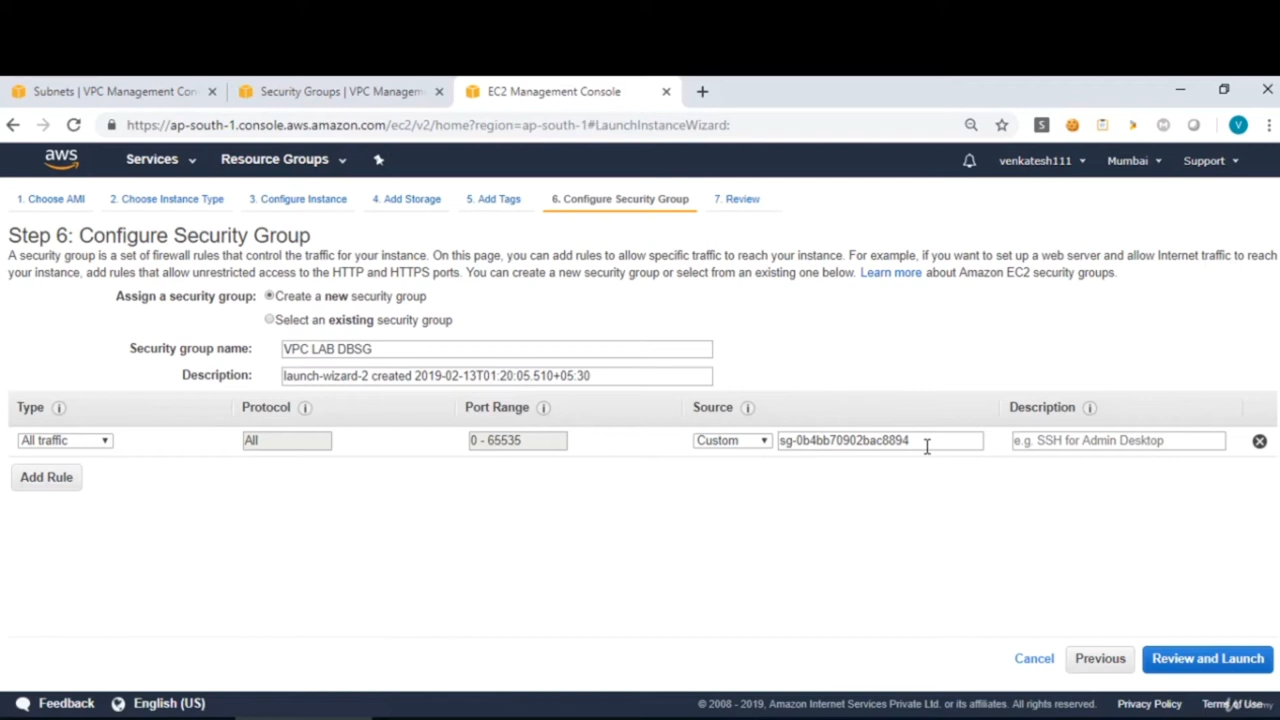 Subnets | VPC Management Con
Security Groups | VPC Managem
EC2 Management Console
https://ap-south-1.console.aws.amazon.com/ec2/v2/home?region=ap-south-1#LaunchInstanceWizard:
S
V
aws
Services
Resource Groups
venkatesh111
Mumbai
Support
1. Choose AMI
2. Choose Instance Type
3. Configure Instance
4. Add Storage
5. Add Tags
6. Configure Security Group
7. Review
Step 6: Configure Security Group
A security group is a set of firewall rules that control the traffic for your instance. On this page, you can add rules to allow specific traffic to reach your instance. For example, if you want to set up a web server and allow Internet traffic to reach
your instance, add rules that allow unrestricted access to the HTTP and HTTPS ports. You can create a new security group or select from an existing one below. Learn more about Amazon EC2 security groups.
Assign a security group: Create a new security group
Select an existing security group
Security group name: VPC LAB DBSG
Description: launch-wizard-2 created 2019-02-13T01:20:05.510+05:30
Type Protocol Port Range Source Description
All traffic All 0 - 65535 Custom sg-0b4bb70902bac8894 e.g. SSH for Admin Desktop
Add Rule
Cancel Previous Review and Launch
Feedback English (US) © 2008 - 2019, Amazon Internet Services Private Ltd. or its affiliates. All rights reserved. Privacy Policy Terms of Use